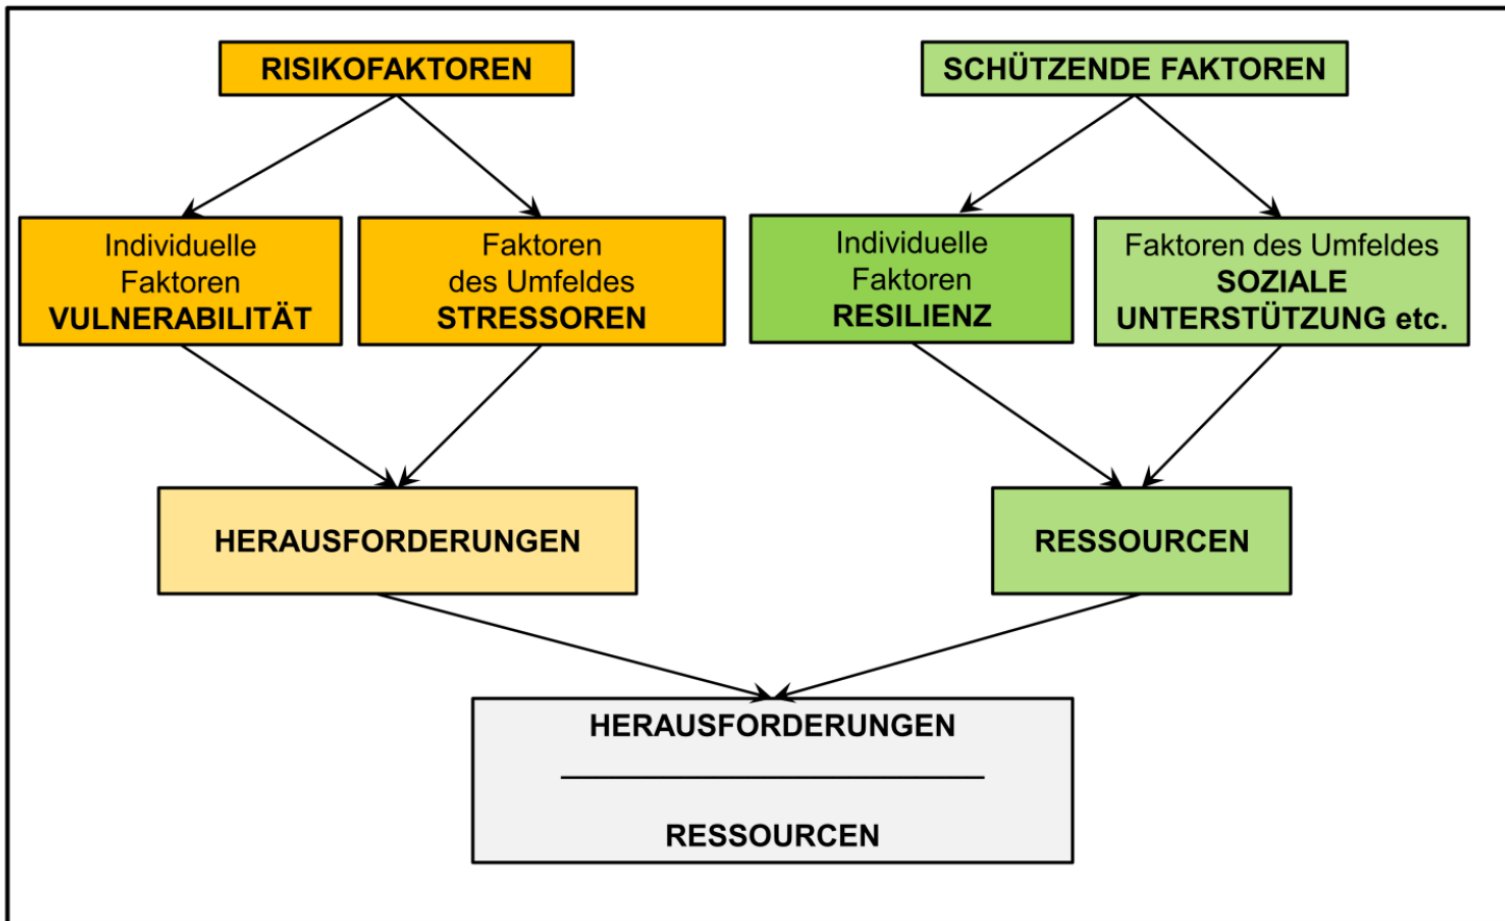 RISIKOFAKTOREN
SCHÜTZENDE FAKTOREN
Individuelle
Faktoren
VULNERABILITÄT
Faktoren
des Umfeldes
STRESSOREN
Individuelle
Faktoren
RESILIENZ
Faktoren des Umfeldes
SOZIALE
UNTERSTÜTZUNG etc.
HERAUSFORDERUNGEN
RESSOURCEN
HERAUSFORDERUNGEN
RESSOURCEN